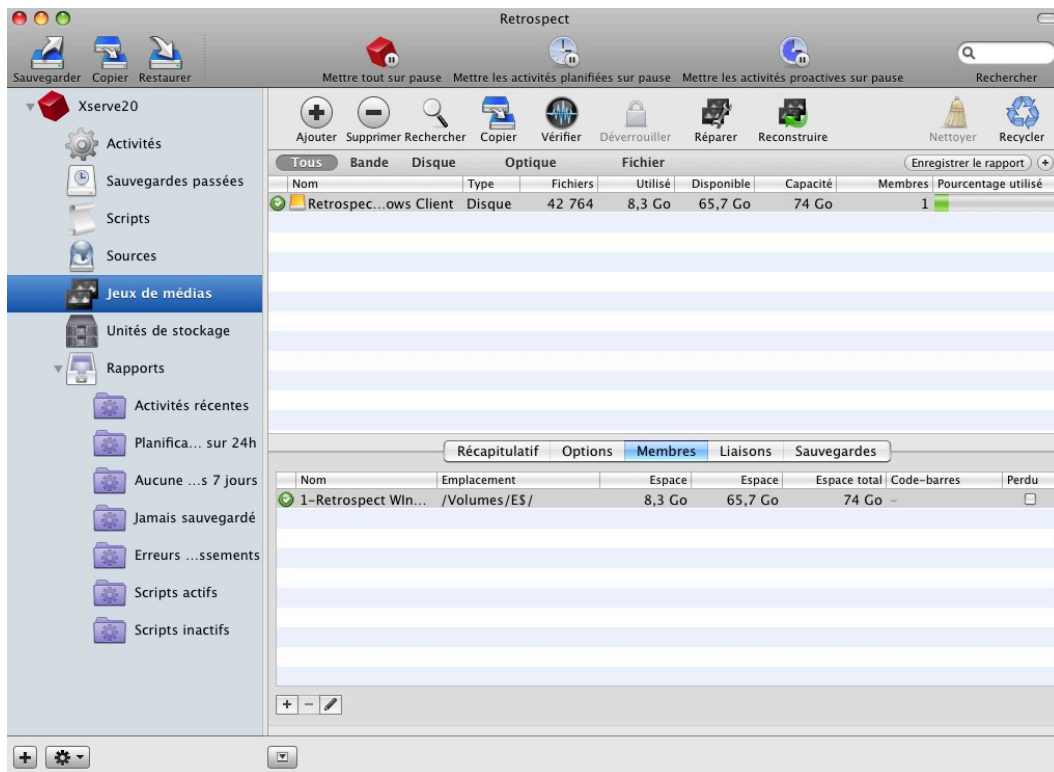 Retrospect
Sauvegarder Copier Restaurer
Mettre tout sur pause Mettre les activités planifiées sur pause Mettre les activités proactives sur pause
Rechercher
Xserve20
Activités
Sauvegardes passées
Scripts
Sources
Jeux de médias
Unités de stockage
Rapports
Activités récentes
Planifica... sur 24h
Aucune ...s 7 jours
Jamais sauvegardé
Erreurs ...ssements
Scripts actifs
Scripts inactifs
Ajouter Supprimer Rechercher Copier Vérifier Déverrouiller Réparer Reconstruire Nettoyer Recycler
Tous Bande Disque Optique Fichier Enregistrer le rapport +
Nom Type Fichiers Utilisé Disponible Capacité Membres Pourcentage utilisé
Retrospec...ows Client Disque 42 764 8,3 Go 65,7 Go 74 Go 1
Récapitulatif Options Membres Liaisons Sauvegardes
Nom Emplacement Espace Espace Espace total Code-barres Perdu
1-Retrospect WIn... /Volumes/E$/ 8,3 Go 65,7 Go 74 Go –